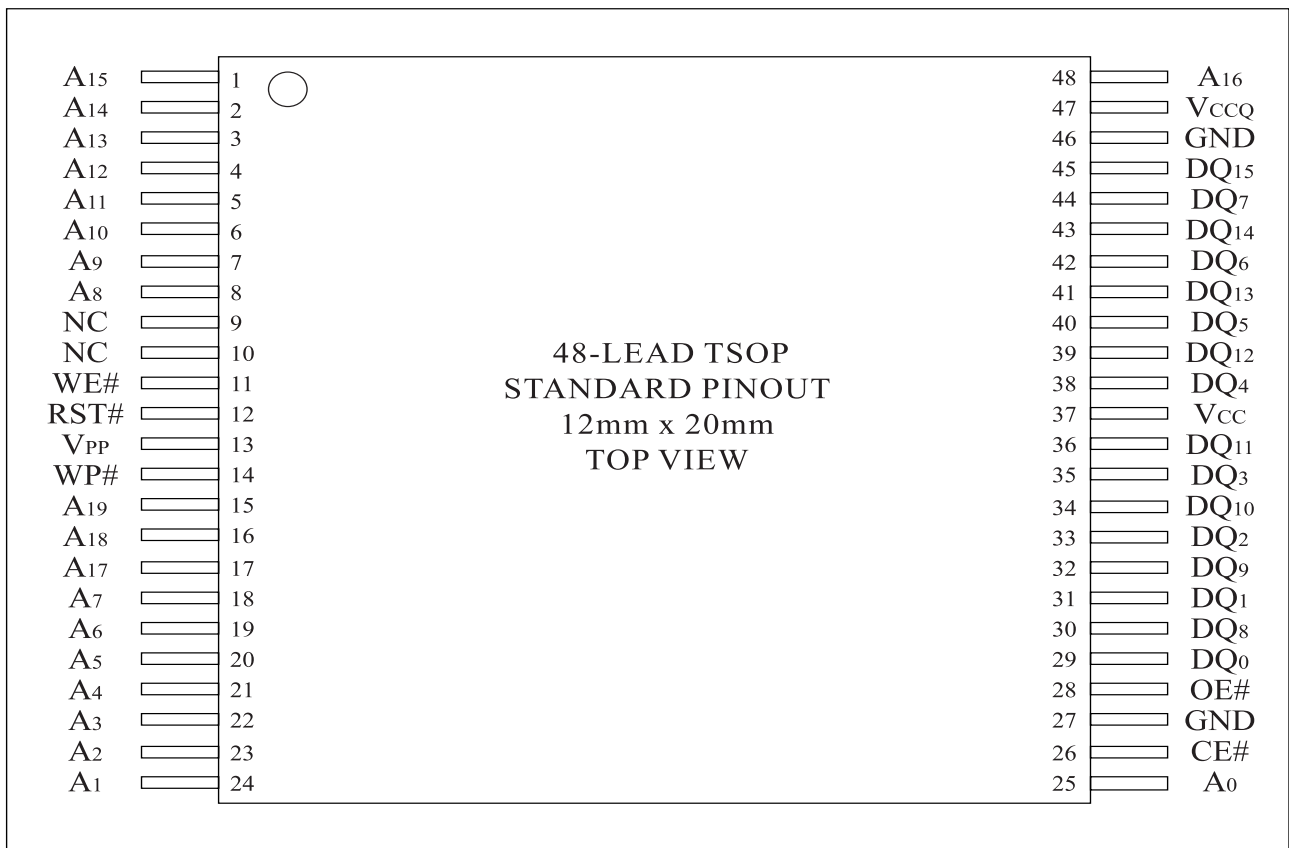 A15 1 48 A16
A14 2 47 VCCQ
A13 3 46 GND
A12 4 45 DQ15
A11 5 44 DQ7
A10 6 43 DQ14
A9 7 42 DQ6
A8 8 41 DQ13
NC 9 40 DQ5
NC 10 39 DQ12
WE# 11 38 DQ4
RST# 12 37 VCC
VPP 13 36 DQ11
WP# 14 35 DQ3
A19 15 34 DQ10
A18 16 33 DQ2
A17 17 32 DQ9
A7 18 31 DQ1
A6 19 30 DQ8
A5 20 29 DQ0
A4 21 28 OE#
A3 22 27 GND
A2 23 26 CE#
A1 24 25 A0
48-LEAD TSOP
STANDARD PINOUT
12mm x 20mm
TOP VIEW